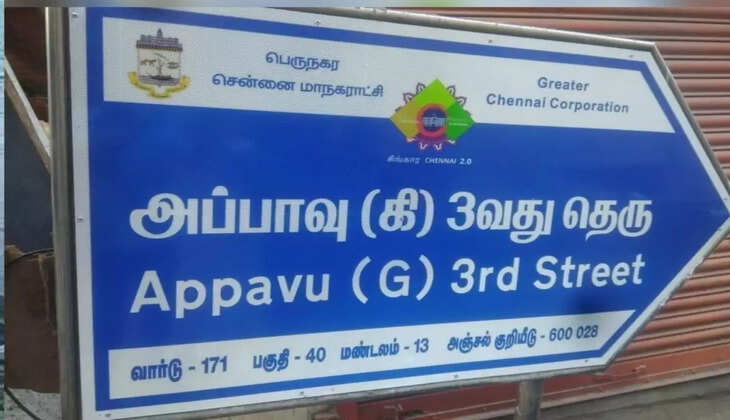 பெருநகர
சென்னை மாநகராட்சி
Greater
Chennai Corporation
சிங்கார CHENNAI 2.0
அப்பாவு (கி) 3வது தெரு
Appavu (G) 3rd Street
வார்டு - 171 பகுதி - 40 மண்டலம் - 13 அஞ்சல் குறியீடு - 600 028